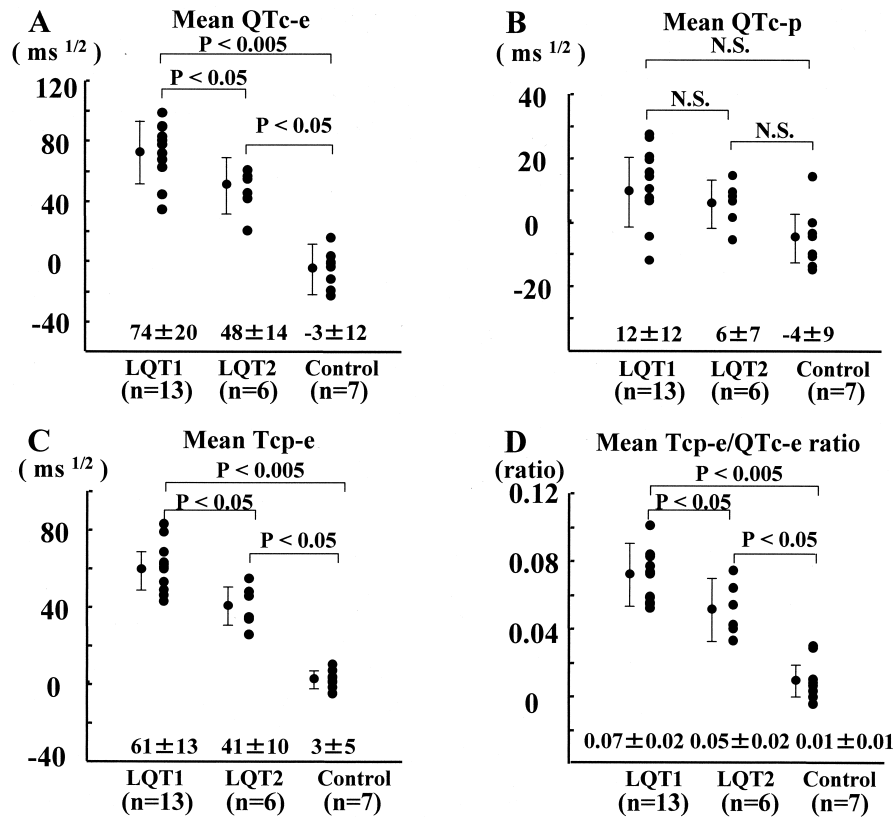 A
Mean QTc-e
( ms 1/2 )
P < 0.005
P < 0.05
P < 0.05
120
80
40
0
-40
74±20 48±14 -3±12
LQT1 LQT2 Control
(n=13) (n=6) (n=7)
B
Mean QTc-p
( ms 1/2 )
N.S.
N.S.
N.S.
20
0
-20
12±12 6±7 -4±9
LQT1 LQT2 Control
(n=13) (n=6) (n=7)
C
Mean Tcp-e
( ms 1/2 )
P < 0.005
P < 0.05
P < 0.05
80
40
0
-40
61±13 41±10 3±5
LQT1 LQT2 Control
(n=13) (n=6) (n=7)
D
Mean Tcp-e/QTc-e ratio
(ratio)
P < 0.005
P < 0.05
P < 0.05
0.12
0.08
0.04
0
0.07±0.02 0.05±0.02 0.01±0.01
LQT1 LQT2 Control
(n=13) (n=6) (n=7)